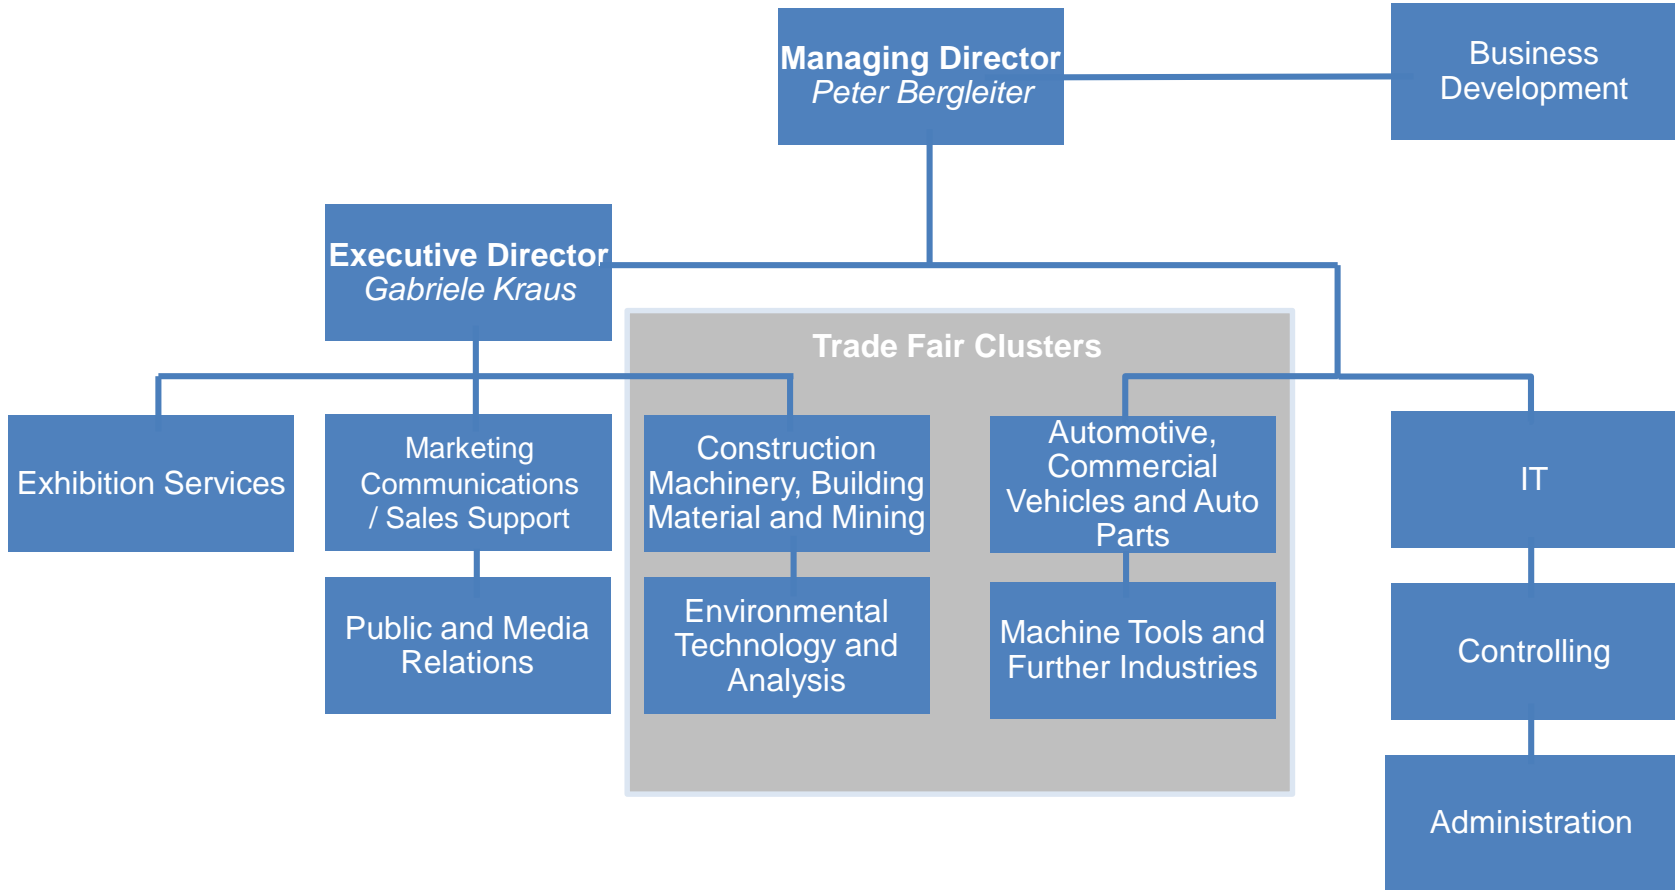 Managing Director
Peter Bergleiter
Business
Development
Executive Director
Gabriele Kraus
Trade Fair Clusters
Exhibition Services
Marketing
Communications
/ Sales Support
Construction
Machinery, Building
Material and Mining
Automotive,
Commercial
Vehicles and Auto
Parts
IT
Public and Media
Relations
Environmental
Technology and
Analysis
Machine Tools and
Further Industries
Controlling
Administration